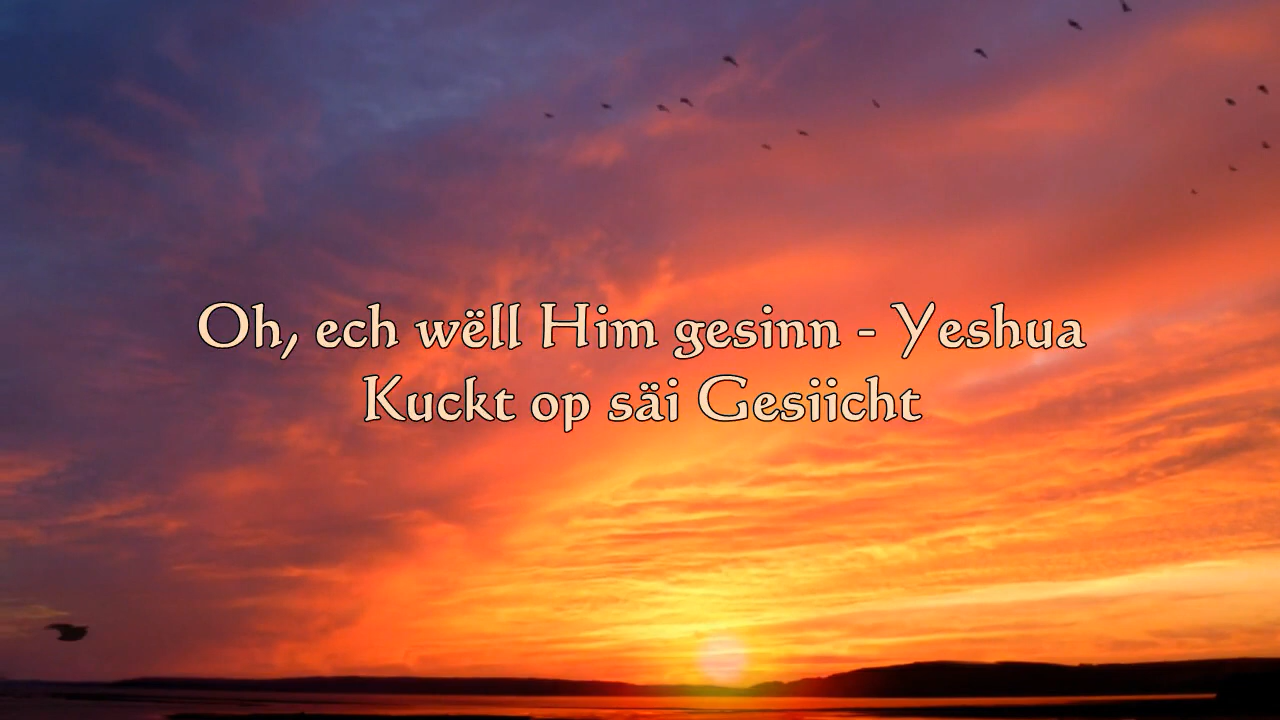 Oh, ech wëll Him gesinn - Yeshua
Kuckt op säi Gesiicht